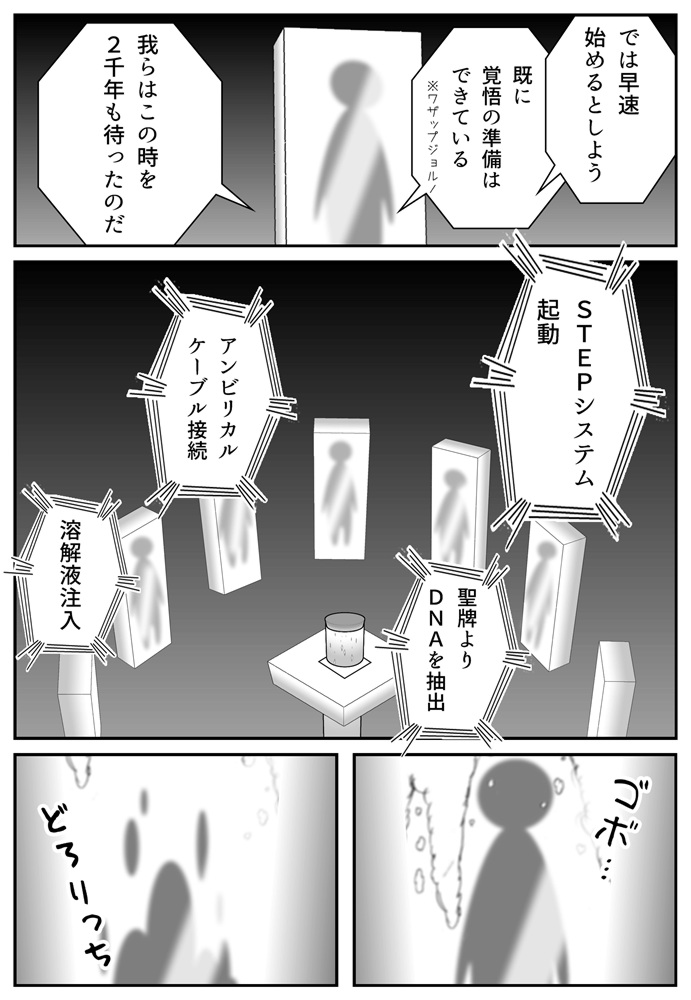 では早速
始めるとしよう
既に
覚悟の準備は
できている
※ワザップジョルノ
我らはこの時を
2千年も待ったのだ
STEPシステム
起動
アンビリカル
ケーブル接続
聖牌より
DNAを抽出
溶解液注入
ゴボ…
どろりっち